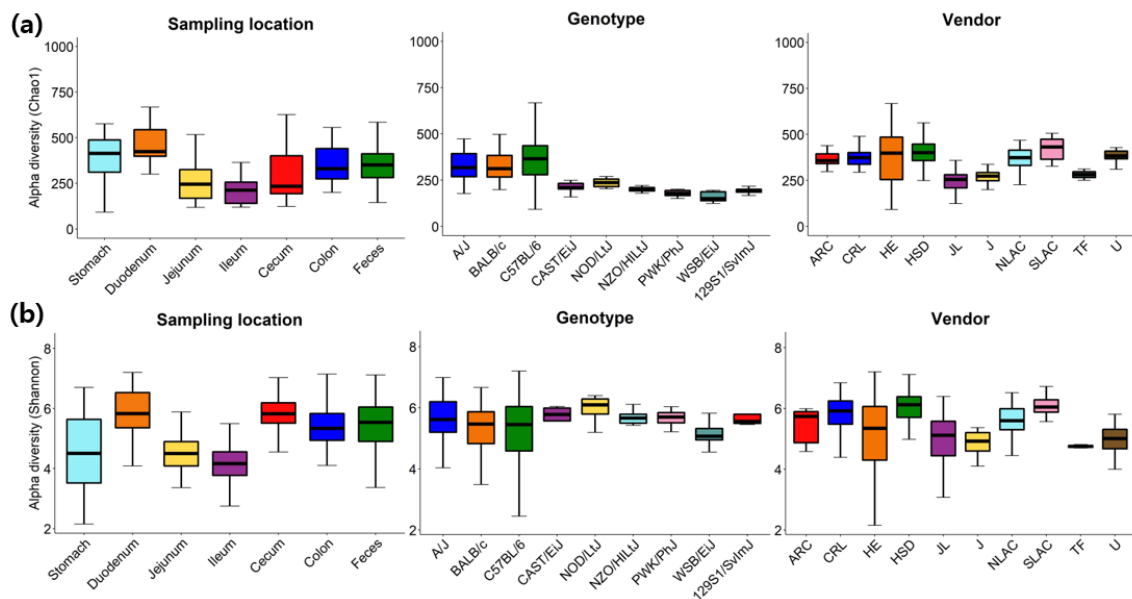 (a)
Sampling location
Genotype
Vendor
Alpha diversity (Chao1)
1000
750
500
250
0
Stomach
Duodenum
Jejunum
Ileum
Cecum
Colon
Feces
1000
750
500
250
0
A/J
BALB/c
C57BL/6
CAST/EiJ
NOD/LtJ
NZO/HILtJ
PWK/PhJ
WSB/EiJ
129S1/SvImJ
1000
750
500
250
0
ARC
CRL
HE
HSD
JL
J
NLAC
SLAC
TF
U
(b)
Sampling location
Genotype
Vendor
Alpha diversity (Shannon)
8
6
4
2
Stomach
Duodenum
Jejunum
Ileum
Cecum
Colon
Feces
8
6
4
2
A/J
BALB/c
C57BL/6
CAST/EiJ
NOD/LtJ
NZO/HILtJ
PWK/PhJ
WSB/EiJ
129S1/SvImJ
8
6
4
2
ARC
CRL
HE
HSD
JL
J
NLAC
SLAC
TF
U